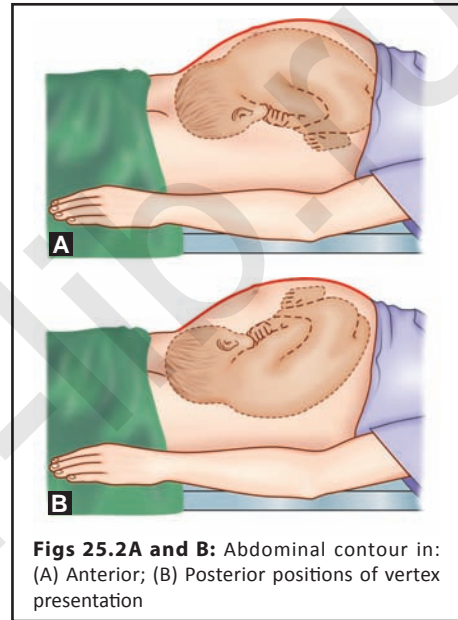 A
B
Figs 25.2A and B: Abdominal contour in:
(A) Anterior; (B) Posterior positions of vertex
presentation